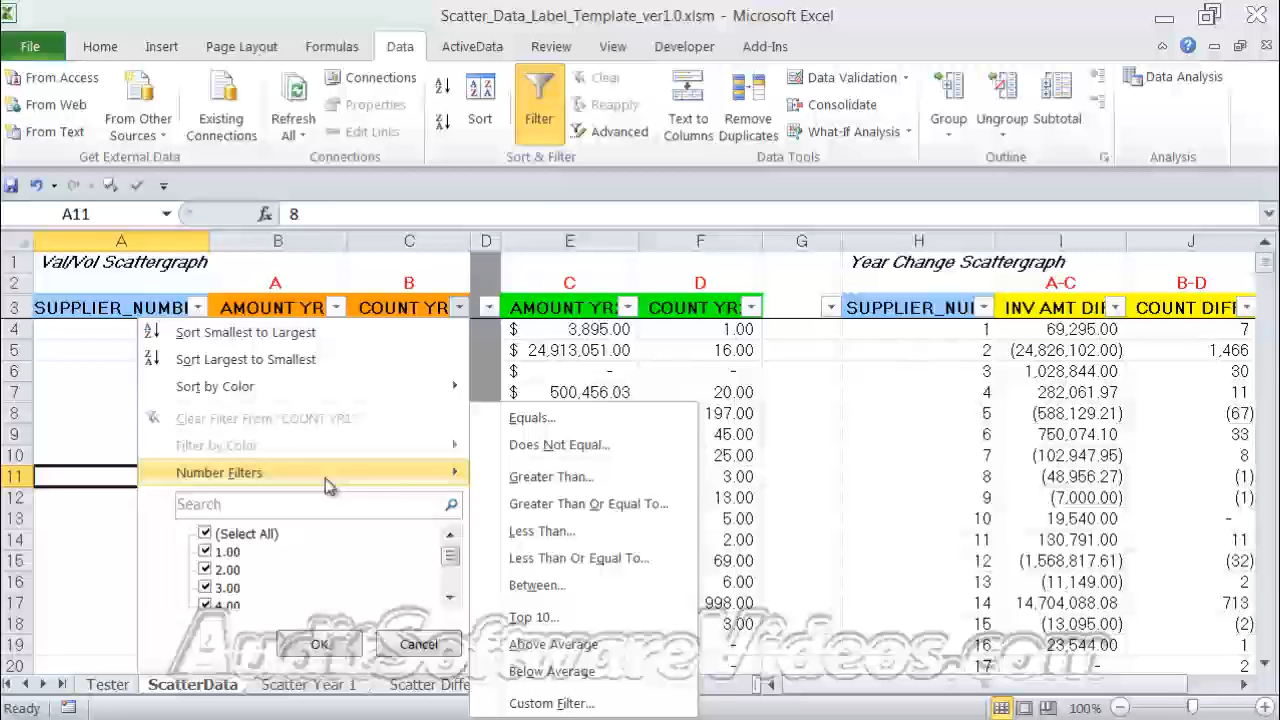 Scatter_Data_Label_Template_ver1.0.xlsm - Microsoft Excel
File Home Insert Page Layout Formulas Data ActiveData Review View Developer Add-Ins
From Access
From Web
From Text
From Other Sources
Existing Connections
Get External Data
Refresh All
Connections
Properties
Edit Links
Connections
Sort
Filter
Clear
Reapply
Advanced
Sort & Filter
Text to Columns
Remove Duplicates
Data Validation
Consolidate
What-If Analysis
Data Tools
Group
Ungroup
Subtotal
Outline
Data Analysis
Analysis
A11 fx 8
A B C D E F G H I J
1 Val/Vol Scattergraph Year Change Scattergraph
2 A B C D A-C B-D
3 SUPPLIER_NUMB AMOUNT YR COUNT YR AMOUNT YR COUNT YR SUPPLIER_NUI INV AMT DI COUNT DIF
4 $ 3,895.00 1.00 1 69,295.00 7
5 $ 24,913,051.00 16.00 2 (24,826,102.00) 1,466
6 $ - - 3 1,028,844.00 30
7 $ 500,456.03 20.00 4 282,061.97 11
8 197.00 5 (588,129.21) (67)
9 45.00 6 750,074.10 33
10 25.00 7 (102,947.95) 8
11 3.00 8 (48,956.27) (1)
12 13.00 9 (7,000.00) (1)
13 5.00 10 19,540.00 -
14 2.00 11 130,791.00 11
15 69.00 12 (1,568,817.61) (32)
16 6.00 13 (11,149.00) 2
17 998.00 14 14,704,088.08 713
18 3.00 15 (13,095.00) (2)
19 - 16 23,544.00 1
20 - 17 - 2
Sort Smallest to Largest
Sort Largest to Smallest
Sort by Color
Clear Filter From "COUNT YR1"
Filter by Color
Number Filters
Search
(Select All)
1.00
2.00
3.00
4.00
OK Cancel
Equals...
Does Not Equal...
Greater Than...
Greater Than Or Equal To...
Less Than...
Less Than Or Equal To...
Between...
Top 10...
Above Average
Below Average
Custom Filter...
AuditSoftwareVideos.com
Tester ScatterData Scatter Year 1 Scatter Diffe
Ready 100%